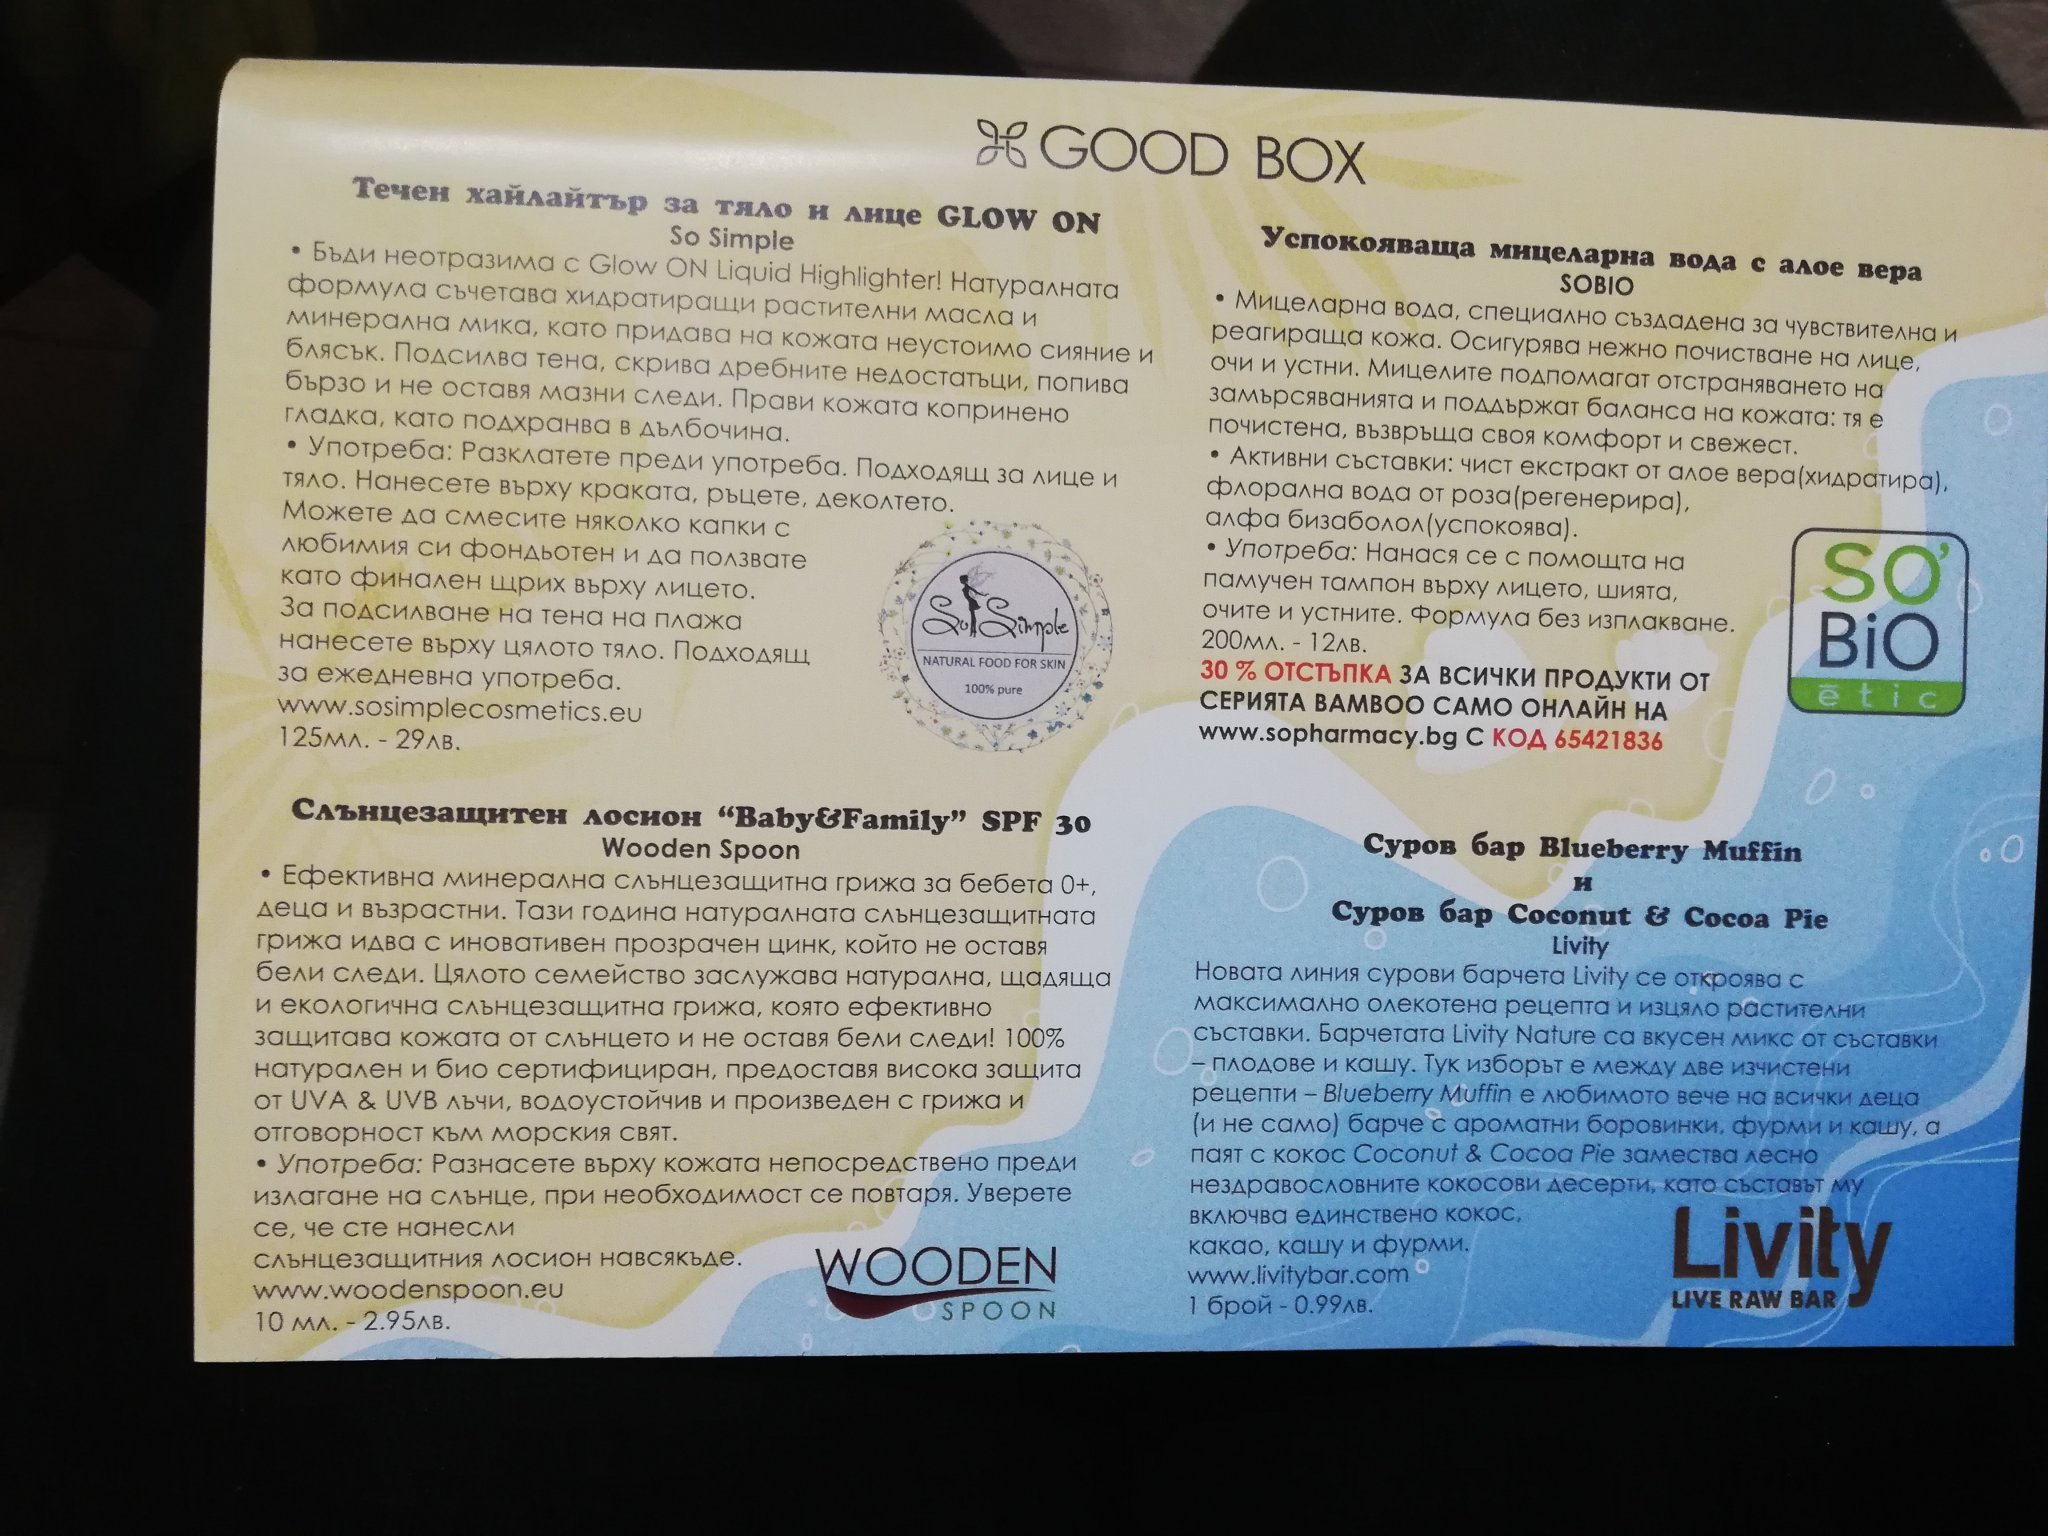 GOOD BOX
Течен хайлайтър за тяло и лице GLOW ON
So Simple
• Бъди неотразима с Glow ON Liquid Highlighter! Натуралната
формула съчетава хидратиращи растителни масла и
минерална мика, като придава на кожата неустоимо сияние и
блясък. Подсилва тена, скрива дребните недостатъци, попива
бързо и не оставя мазни следи. Прави кожата копринено
гладка, като подхранва в дълбочина.
• Употреба: Разклатете преди употреба. Подходящ за лице и
тяло. Нанесете върху краката, ръцете, деколтето.
Можете да смесите няколко капки с
любимия си фондьотен и да ползвате
като финален щрих върху лицето.
За подсилване на тена на плажа
нанесете върху цялото тяло. Подходящ
за ежедневна употреба.
www.sosimplecosmetics.eu
125мл. - 29лв.
So Simple
NATURAL FOOD FOR SKIN
100% pure
Успокояваща мицеларна вода с алое вера
SOBIO
• Мицеларна вода, специално създадена за чувствителна и
реагираща кожа. Осигурява нежно почистване на лице,
очи и устни. Мицелите подпомагат отстраняването на
замърсяванията и поддържат баланса на кожата: тя е
почистена, възвръща своя комфорт и свежест.
• Активни съставки: чист екстракт от алое вера(хидратира),
флорална вода от роза(регенерира),
алфа бизаболол(успокоява).
• Употреба: Нанася се с помощта на
памучен тампон върху лицето, шията,
очите и устните. Формула без изплакване.
200мл. - 12лв.
30 % ОТСТЪПКА ЗА ВСИЧКИ ПРОДУКТИ ОТ
СЕРИЯТА BAMBOO САМО ОНЛАЙН НА
www.sopharmacy.bg С КОД 65421836
SO'
BiO
ētic
Слънцезащитен лосион “Baby&Family” SPF 30
Wooden Spoon
• Ефективна минерална слънцезащитна грижа за бебета 0+,
деца и възрастни. Тази година натуралната слънцезащитната
грижа идва с иновативен прозрачен цинк, който не оставя
бели следи. Цялото семейство заслужава натурална, щадяща
и екологична слънцезащитна грижа, която ефективно
защитава кожата от слънцето и не оставя бели следи! 100%
натурален и био сертифициран, предоставя висока защита
от UVA & UVB лъчи, водоустойчив и произведен с грижа и
отговорност към морския свят.
• Употреба: Разнасете върху кожата непосредствено преди
излагане на слънце, при необходимост се повтаря. Уверете
се, че сте нанесли
слънцезащитния лосион навсякъде.
www.woodenspoon.eu
10 мл. - 2.95лв.
WOODEN
SPOON
Суров бар Blueberry Muffin
и
Суров бар Coconut & Cocoa Pie
Livity
Новата линия сурови барчета Livity се откроява с
максимално олекотена рецепта и изцяло растителни
съставки. Барчетата Livity Nature са вкусен микс от съставки
– плодове и кашу. Тук изборът е между две изчистени
рецепти – Blueberry Muffin е любимото вече на всички деца
(и не само) барче с ароматни боровинки, фурми и кашу, а
паят с кокос Coconut & Cocoa Pie замества лесно
нездравословните кокосови десерти, като съставът му
включва единствено кокос,
какао, кашу и фурми.
www.livitybar.com
1 брой - 0.99лв.
Livity
LIVE RAW BAR